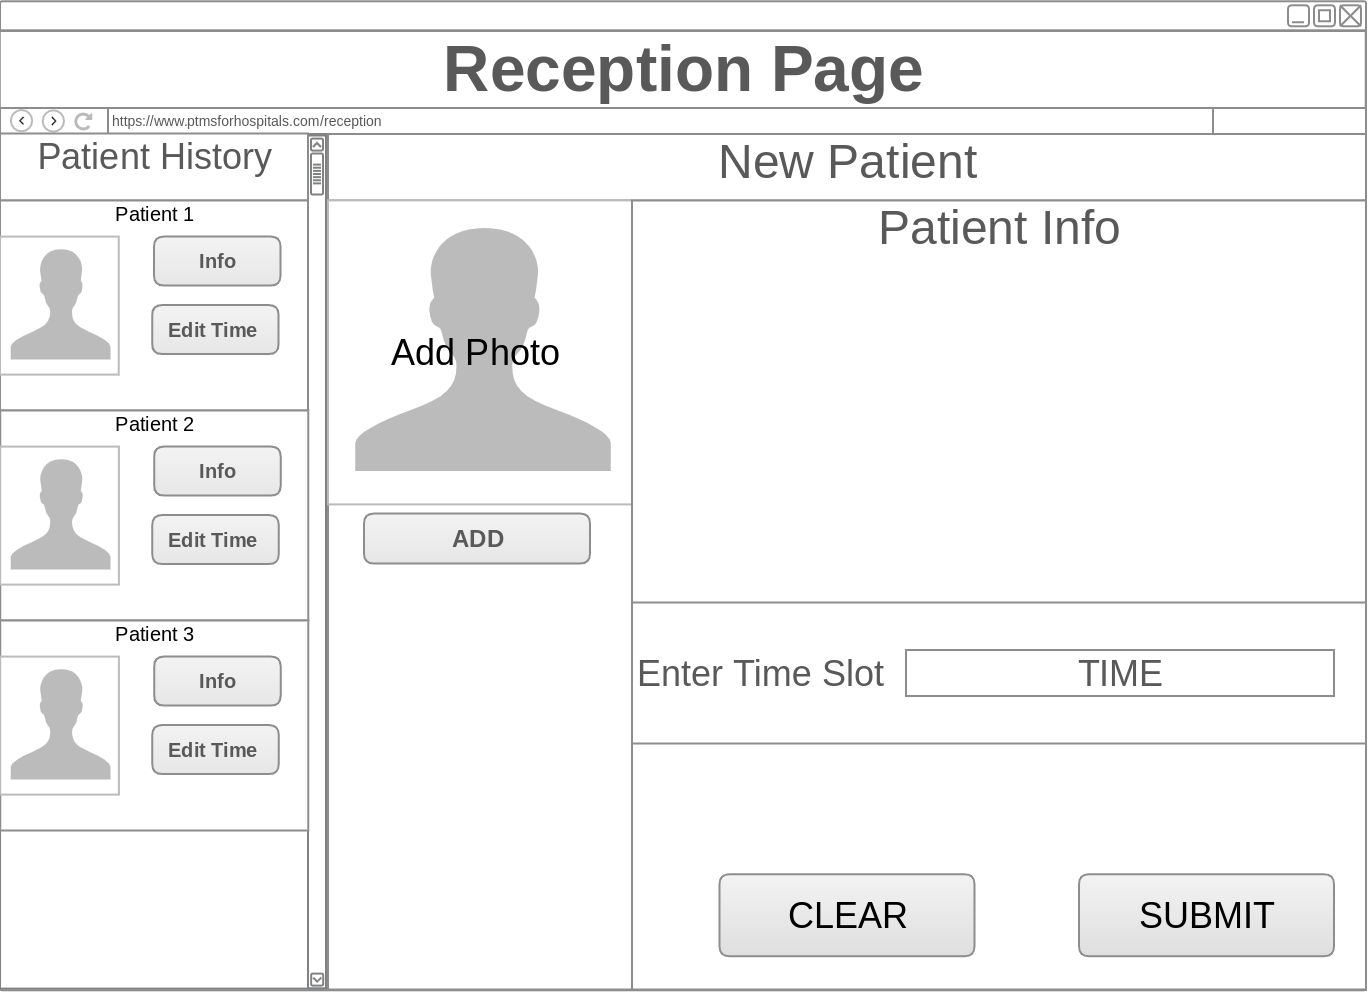 Reception Page
https://www.ptmsforhospitals.com/reception
Patient History
Patient 1
Info
Edit Time
Patient 2
Info
Edit Time
Patient 3
Info
Edit Time
New Patient
Add Photo
ADD
Patient Info
Enter Time Slot
TIME
CLEAR
SUBMIT